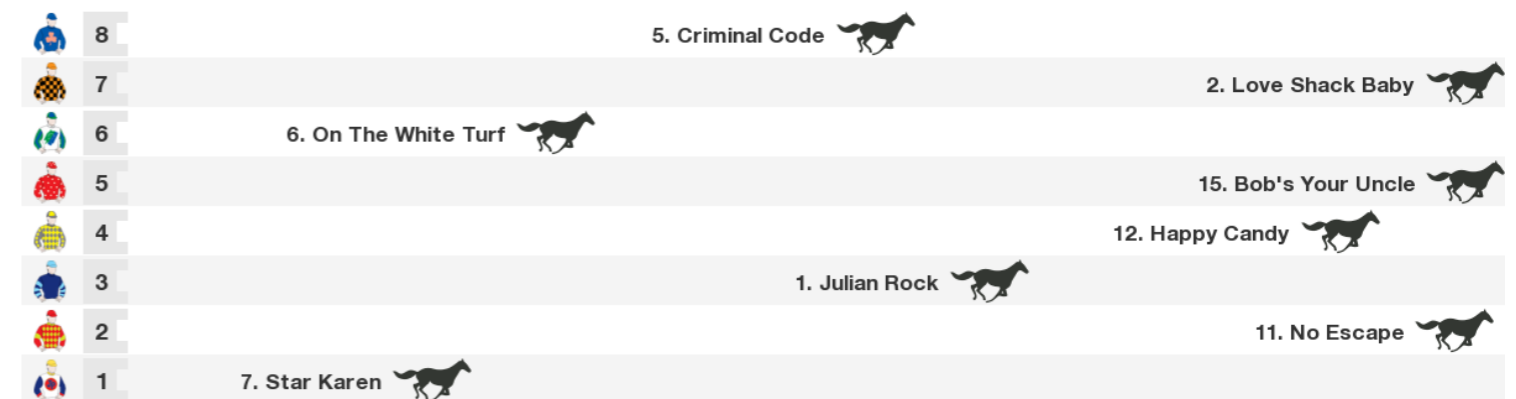 8 5. Criminal Code
7 2. Love Shack Baby
6 6. On The White Turf
5 15. Bob's Your Uncle
4 12. Happy Candy
3 1. Julian Rock
2 11. No Escape
1 7. Star Karen